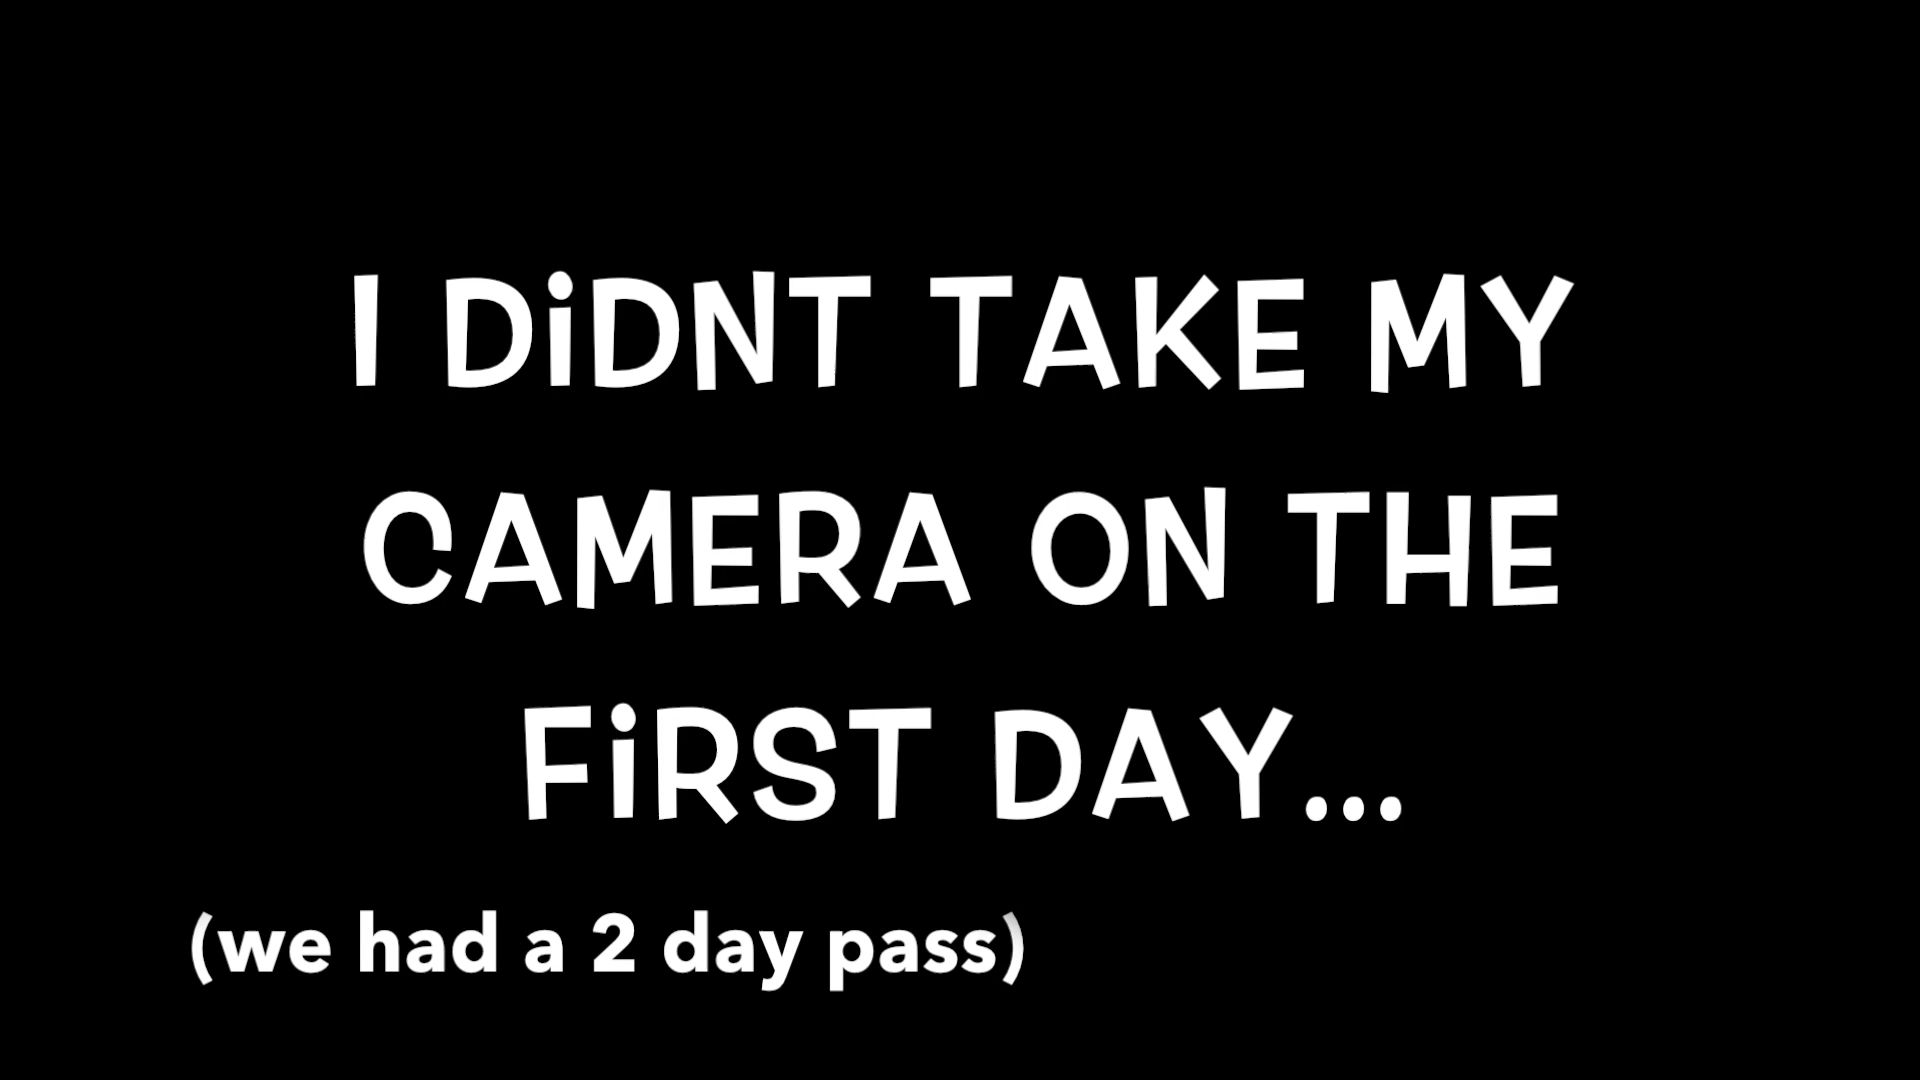 I DiDNT TAKE MY
CAMERA ON THE
FiRST DAY...
(we had a 2 day pass)